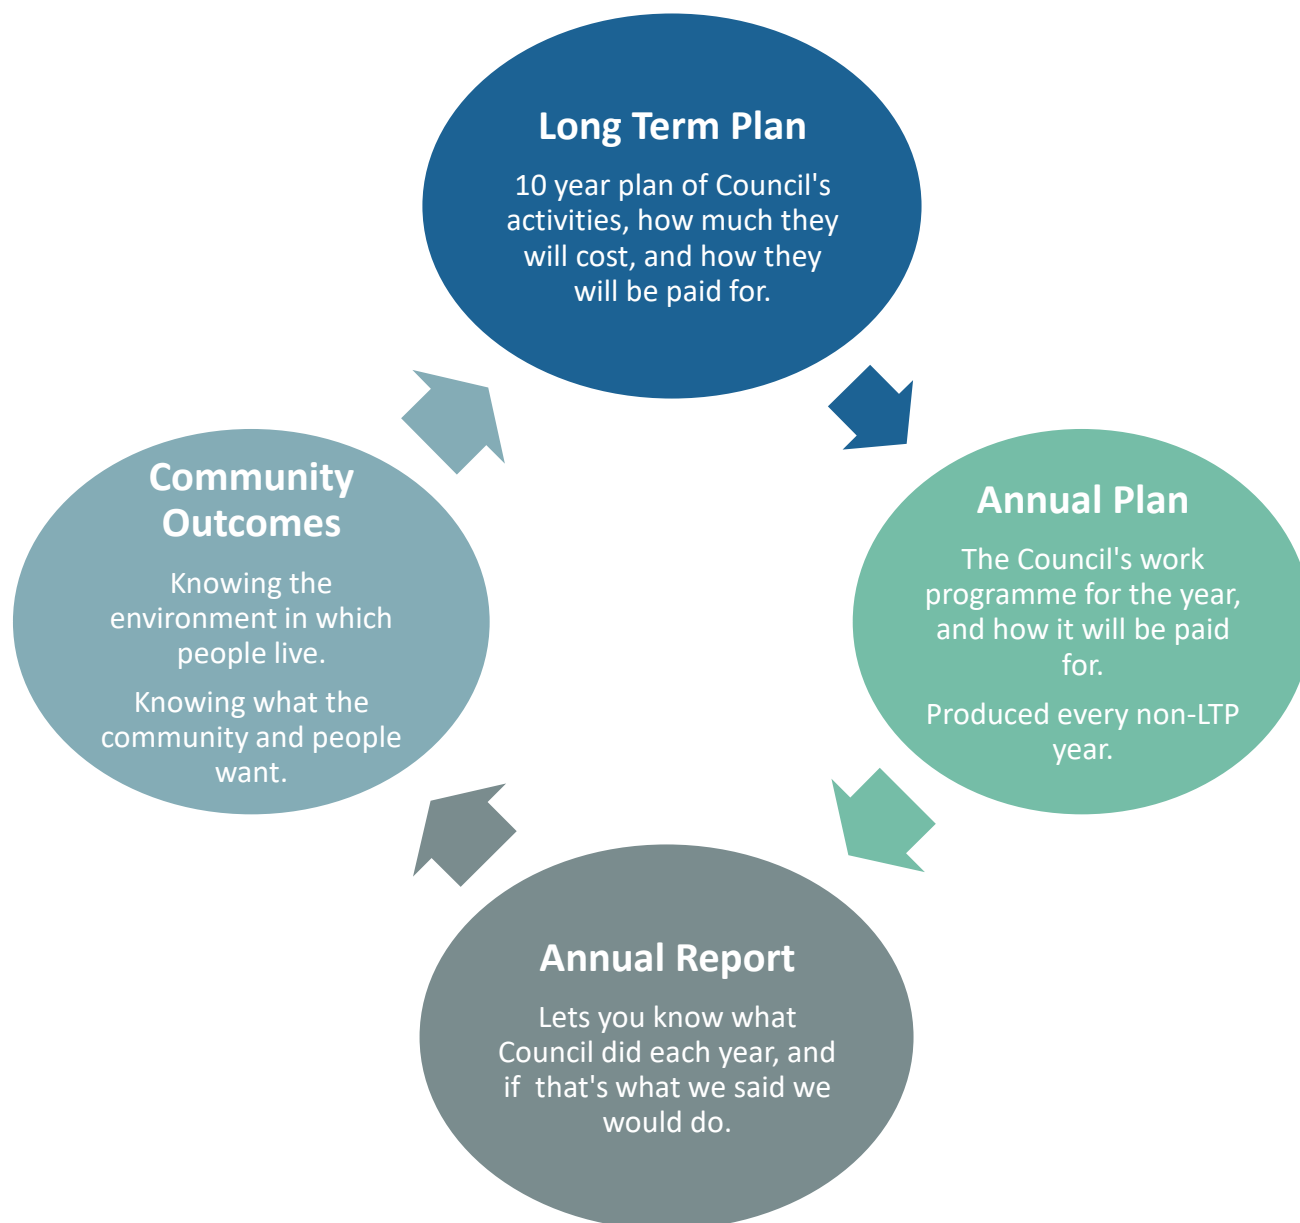 Long Term Plan
10 year plan of Council's
activities, how much they
will cost, and how they
will be paid for.
Annual Plan
The Council's work
programme for the year,
and how it will be paid
for.
Produced every non-LTP
year.
Annual Report
Lets you know what
Council did each year, and
if  that's what we said we
would do.
Community
Outcomes
Knowing the
environment in which
people live.
Knowing what the
community and people
want.